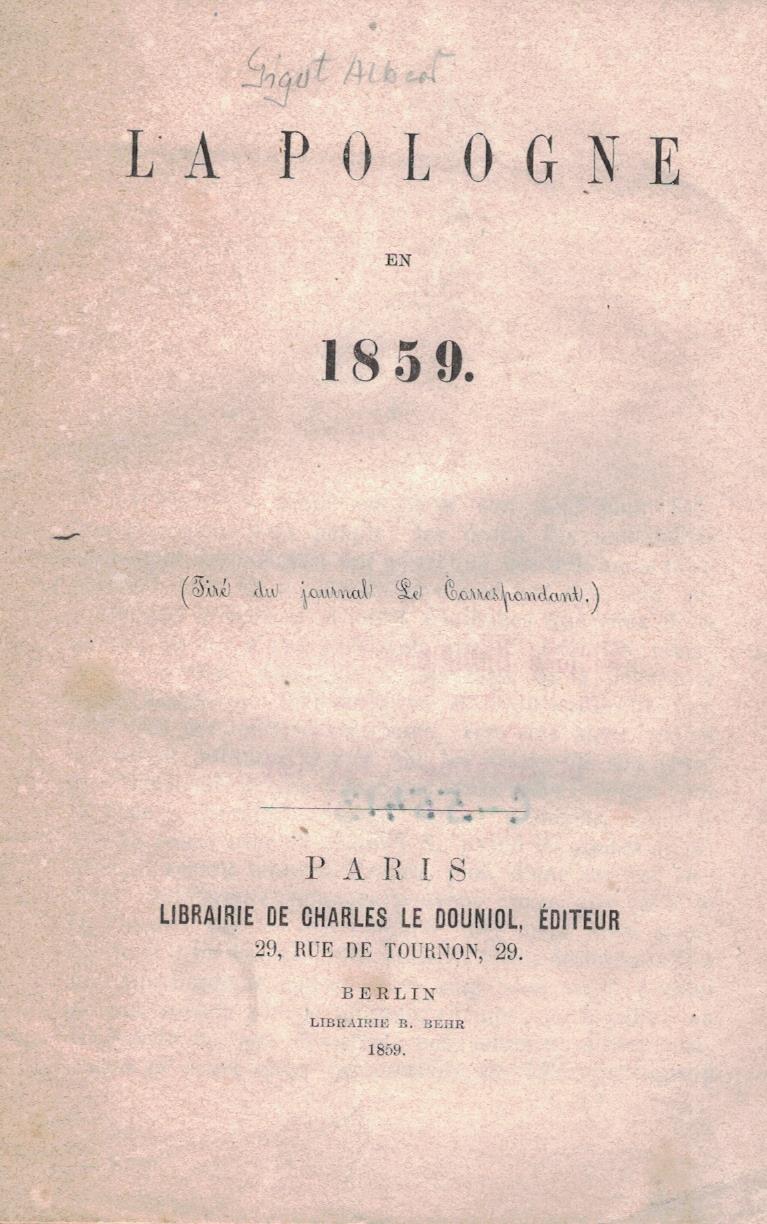 Gigot Albert
LA POLOGNE
EN
1859.
(Tiré du journal Le Correspondant.)
PARIS
LIBRAIRIE DE CHARLES LE DOUNIOL, ÉDITEUR
29, RUE DE TOURNON, 29.
BERLIN
LIBRAIRIE B. BEHR
1859.